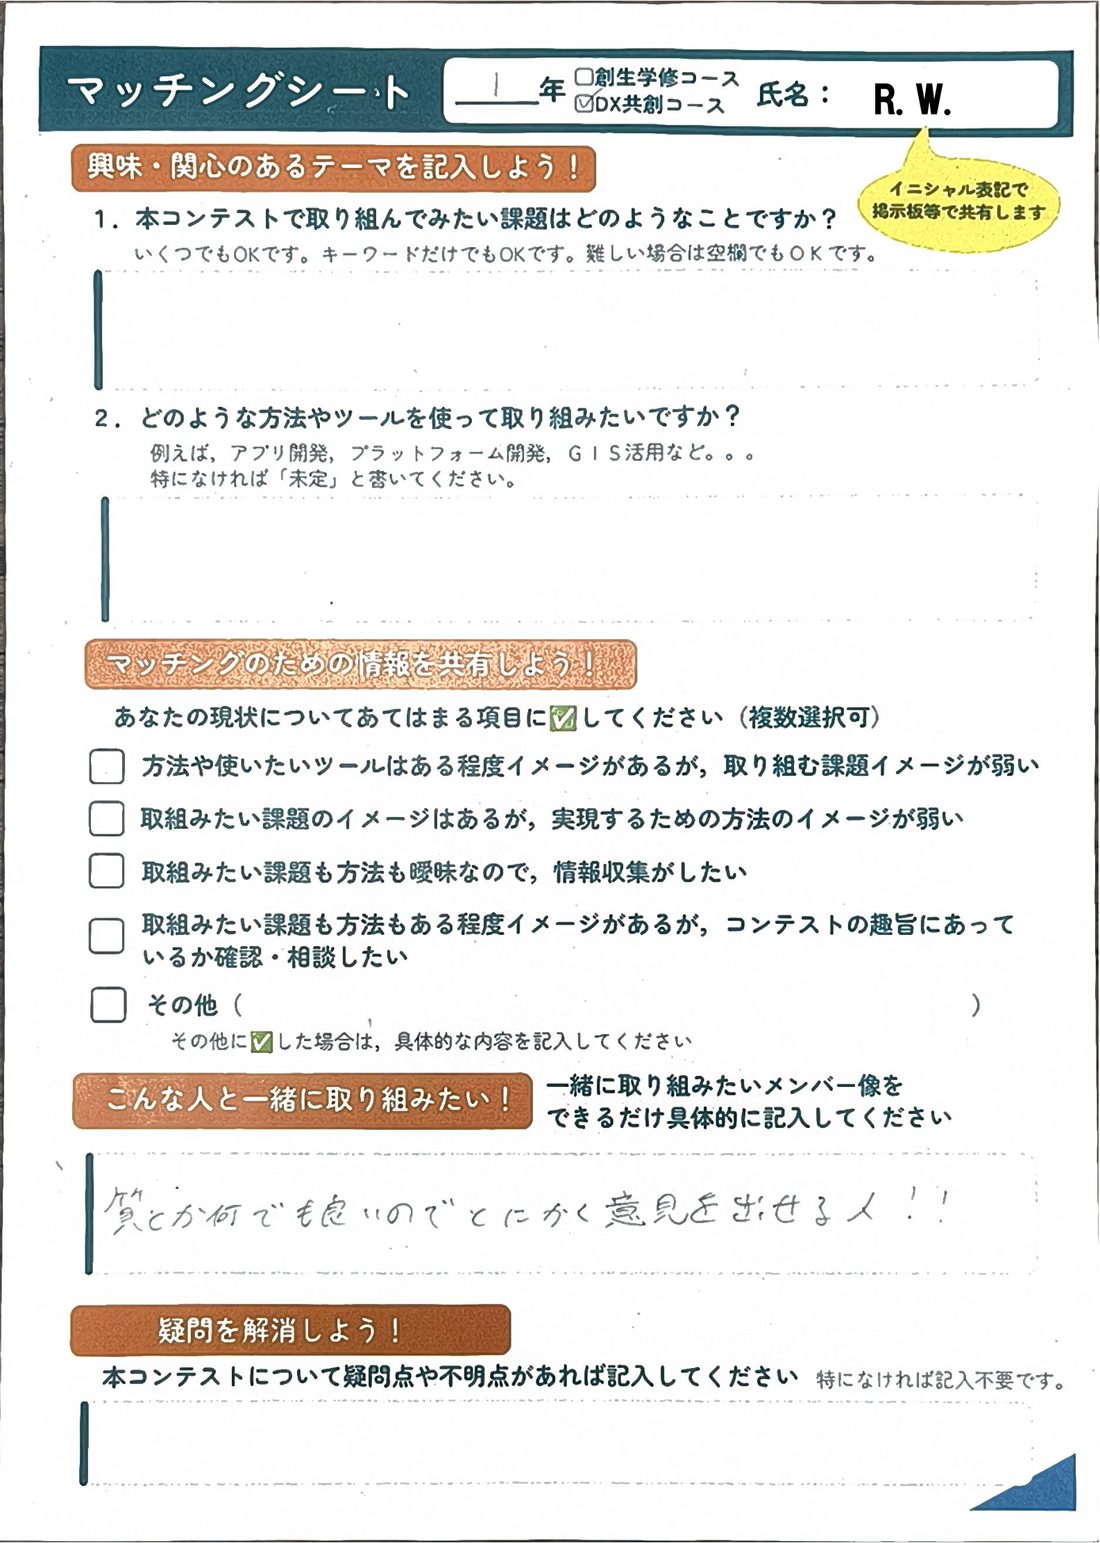 マッチングシート
1年 □創生学修コース 氏名： R. W.
☑DX共創コース
イニシャル表記で
掲示板等で共有します
興味・関心のあるテーマを記入しよう！
1．本コンテストで取り組んでみたい課題はどのようなことですか？
いくつでもOKです。キーワードだけでもOKです。難しい場合は空欄でもＯＫです。
2．どのような方法やツールを使って取り組みたいですか？
例えば，アプリ開発，プラットフォーム開発，ＧＩＳ活用など。。。
特になければ「未定」と書いてください。
マッチングのための情報を共有しよう！
あなたの現状についてあてはまる項目に✅してください（複数選択可）
□ 方法や使いたいツールはある程度イメージがあるが，取り組む課題イメージが弱い
□ 取組みたい課題のイメージはあるが，実現するための方法のイメージが弱い
□ 取組みたい課題も方法も曖昧なので，情報収集がしたい
□ 取組みたい課題も方法もある程度イメージがあるが，コンテストの趣旨にあって
いるか確認・相談したい
□ その他（　　　）
その他に✅した場合は，具体的な内容を記入してください
こんな人と一緒に取り組みたい！
一緒に取り組みたいメンバー像を
できるだけ具体的に記入してください
質とか何でも良いのでとにかく意見を出せる人！！
疑問を解消しよう！
本コンテストについて疑問点や不明点があれば記入してください 特になければ記入不要です。